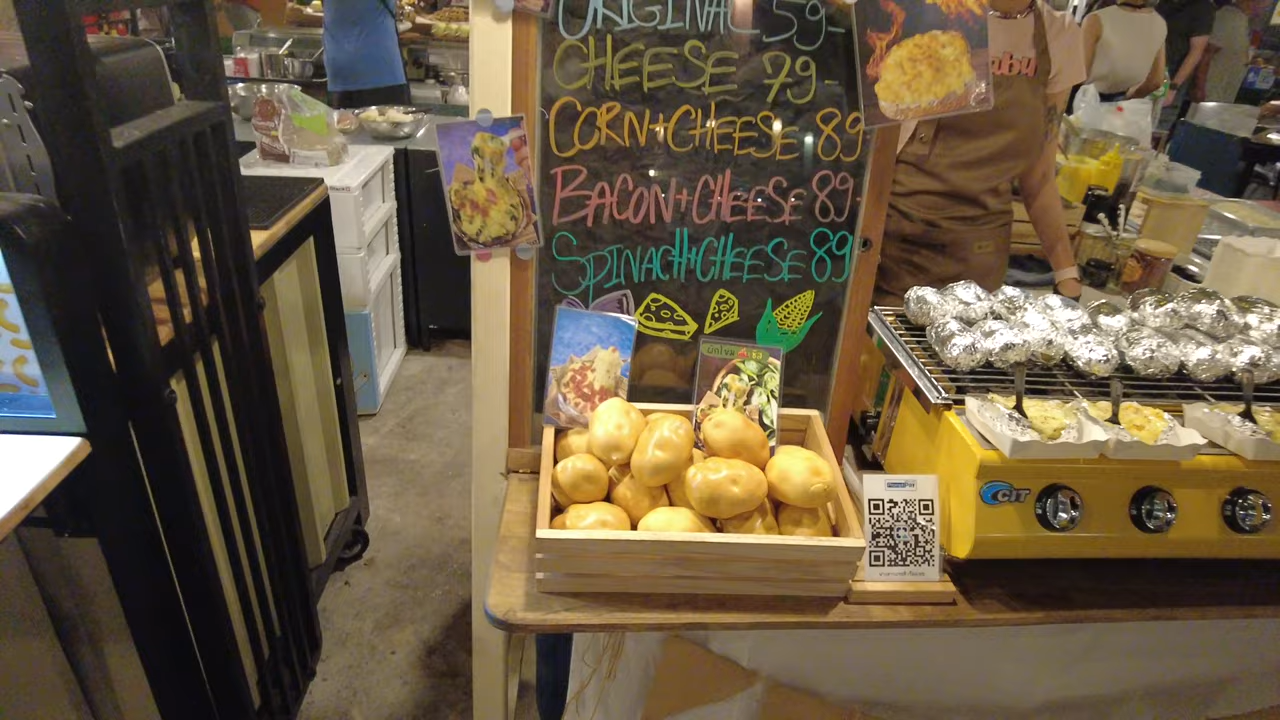 ORIGINAL 59-
CHEESE 79-
CORN+CHEESE 89
BACON+CHEESE 89-
SPINACH+CHEESE 89
CIT